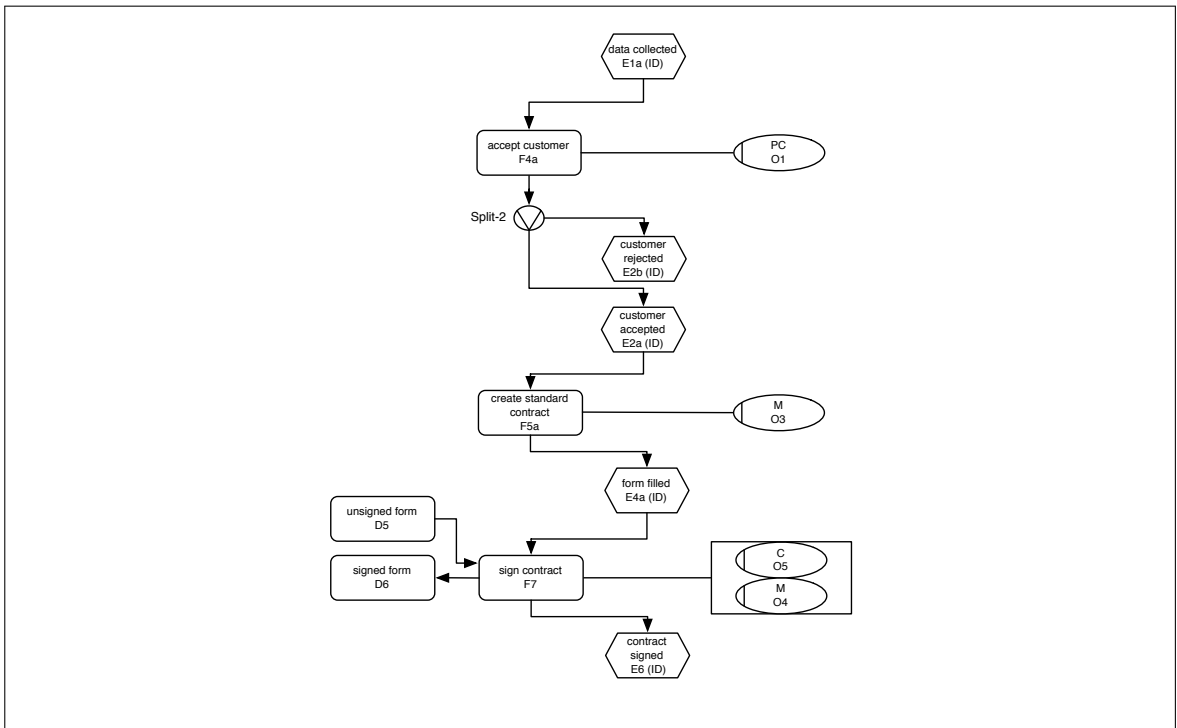 data collected
E1a (ID)
accept customer
F4a
PC
O1
Split-2
customer
rejected
E2b (ID)
customer
accepted
E2a (ID)
create standard
contract
F5a
M
O3
form filled
E4a (ID)
unsigned form
D5
signed form
D6
sign contract
F7
C
O5
M
O4
contract
signed
E6 (ID)